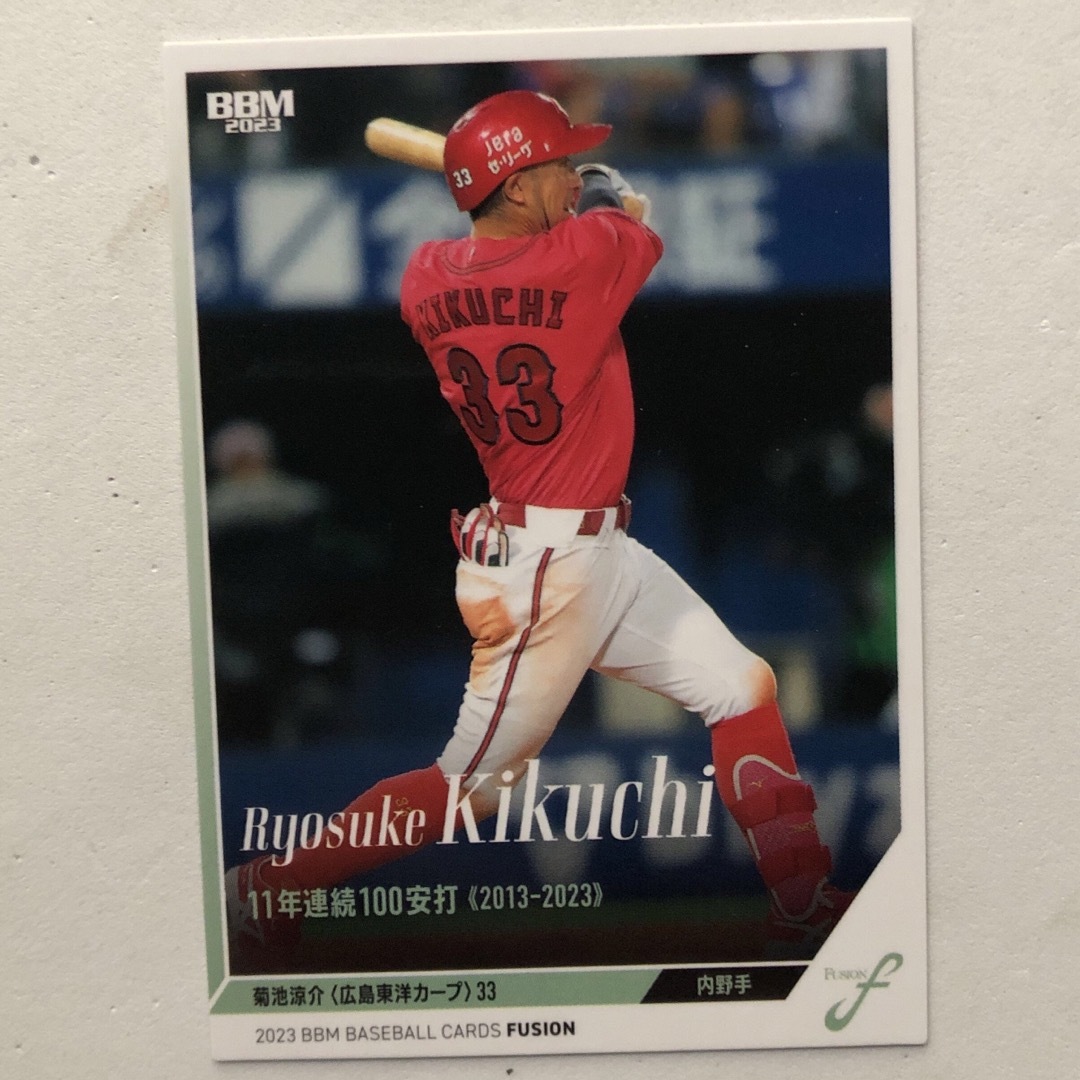 BBM
2023
Jera
セ・リーグ
33
KIKUCHI
33
Ryosuke Kikuchi
11年連続100安打《2013-2023》
菊池涼介〈広島東洋カープ〉33
内野手
FUSION
f
2023 BBM BASEBALL CARDS FUSION